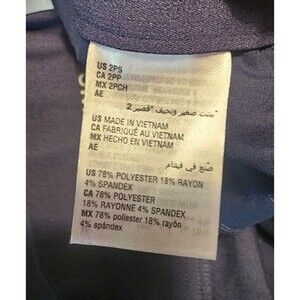 US 2PS
CA 2PP
MX 2PCH
AE
صغير ونحيف "قصير 2
US MADE IN VIETNAM
CA FABRIQUÉ AU VIETNAM
MX HECHO EN VIETNAM
AE
صنع في فيتنام
US 78% POLYESTER 18% RAYON
4% SPANDEX
CA 78% POLYESTER
18% RAYONNE 4% SPANDEX
MX 78% poliester 18% rayón
4% spándex